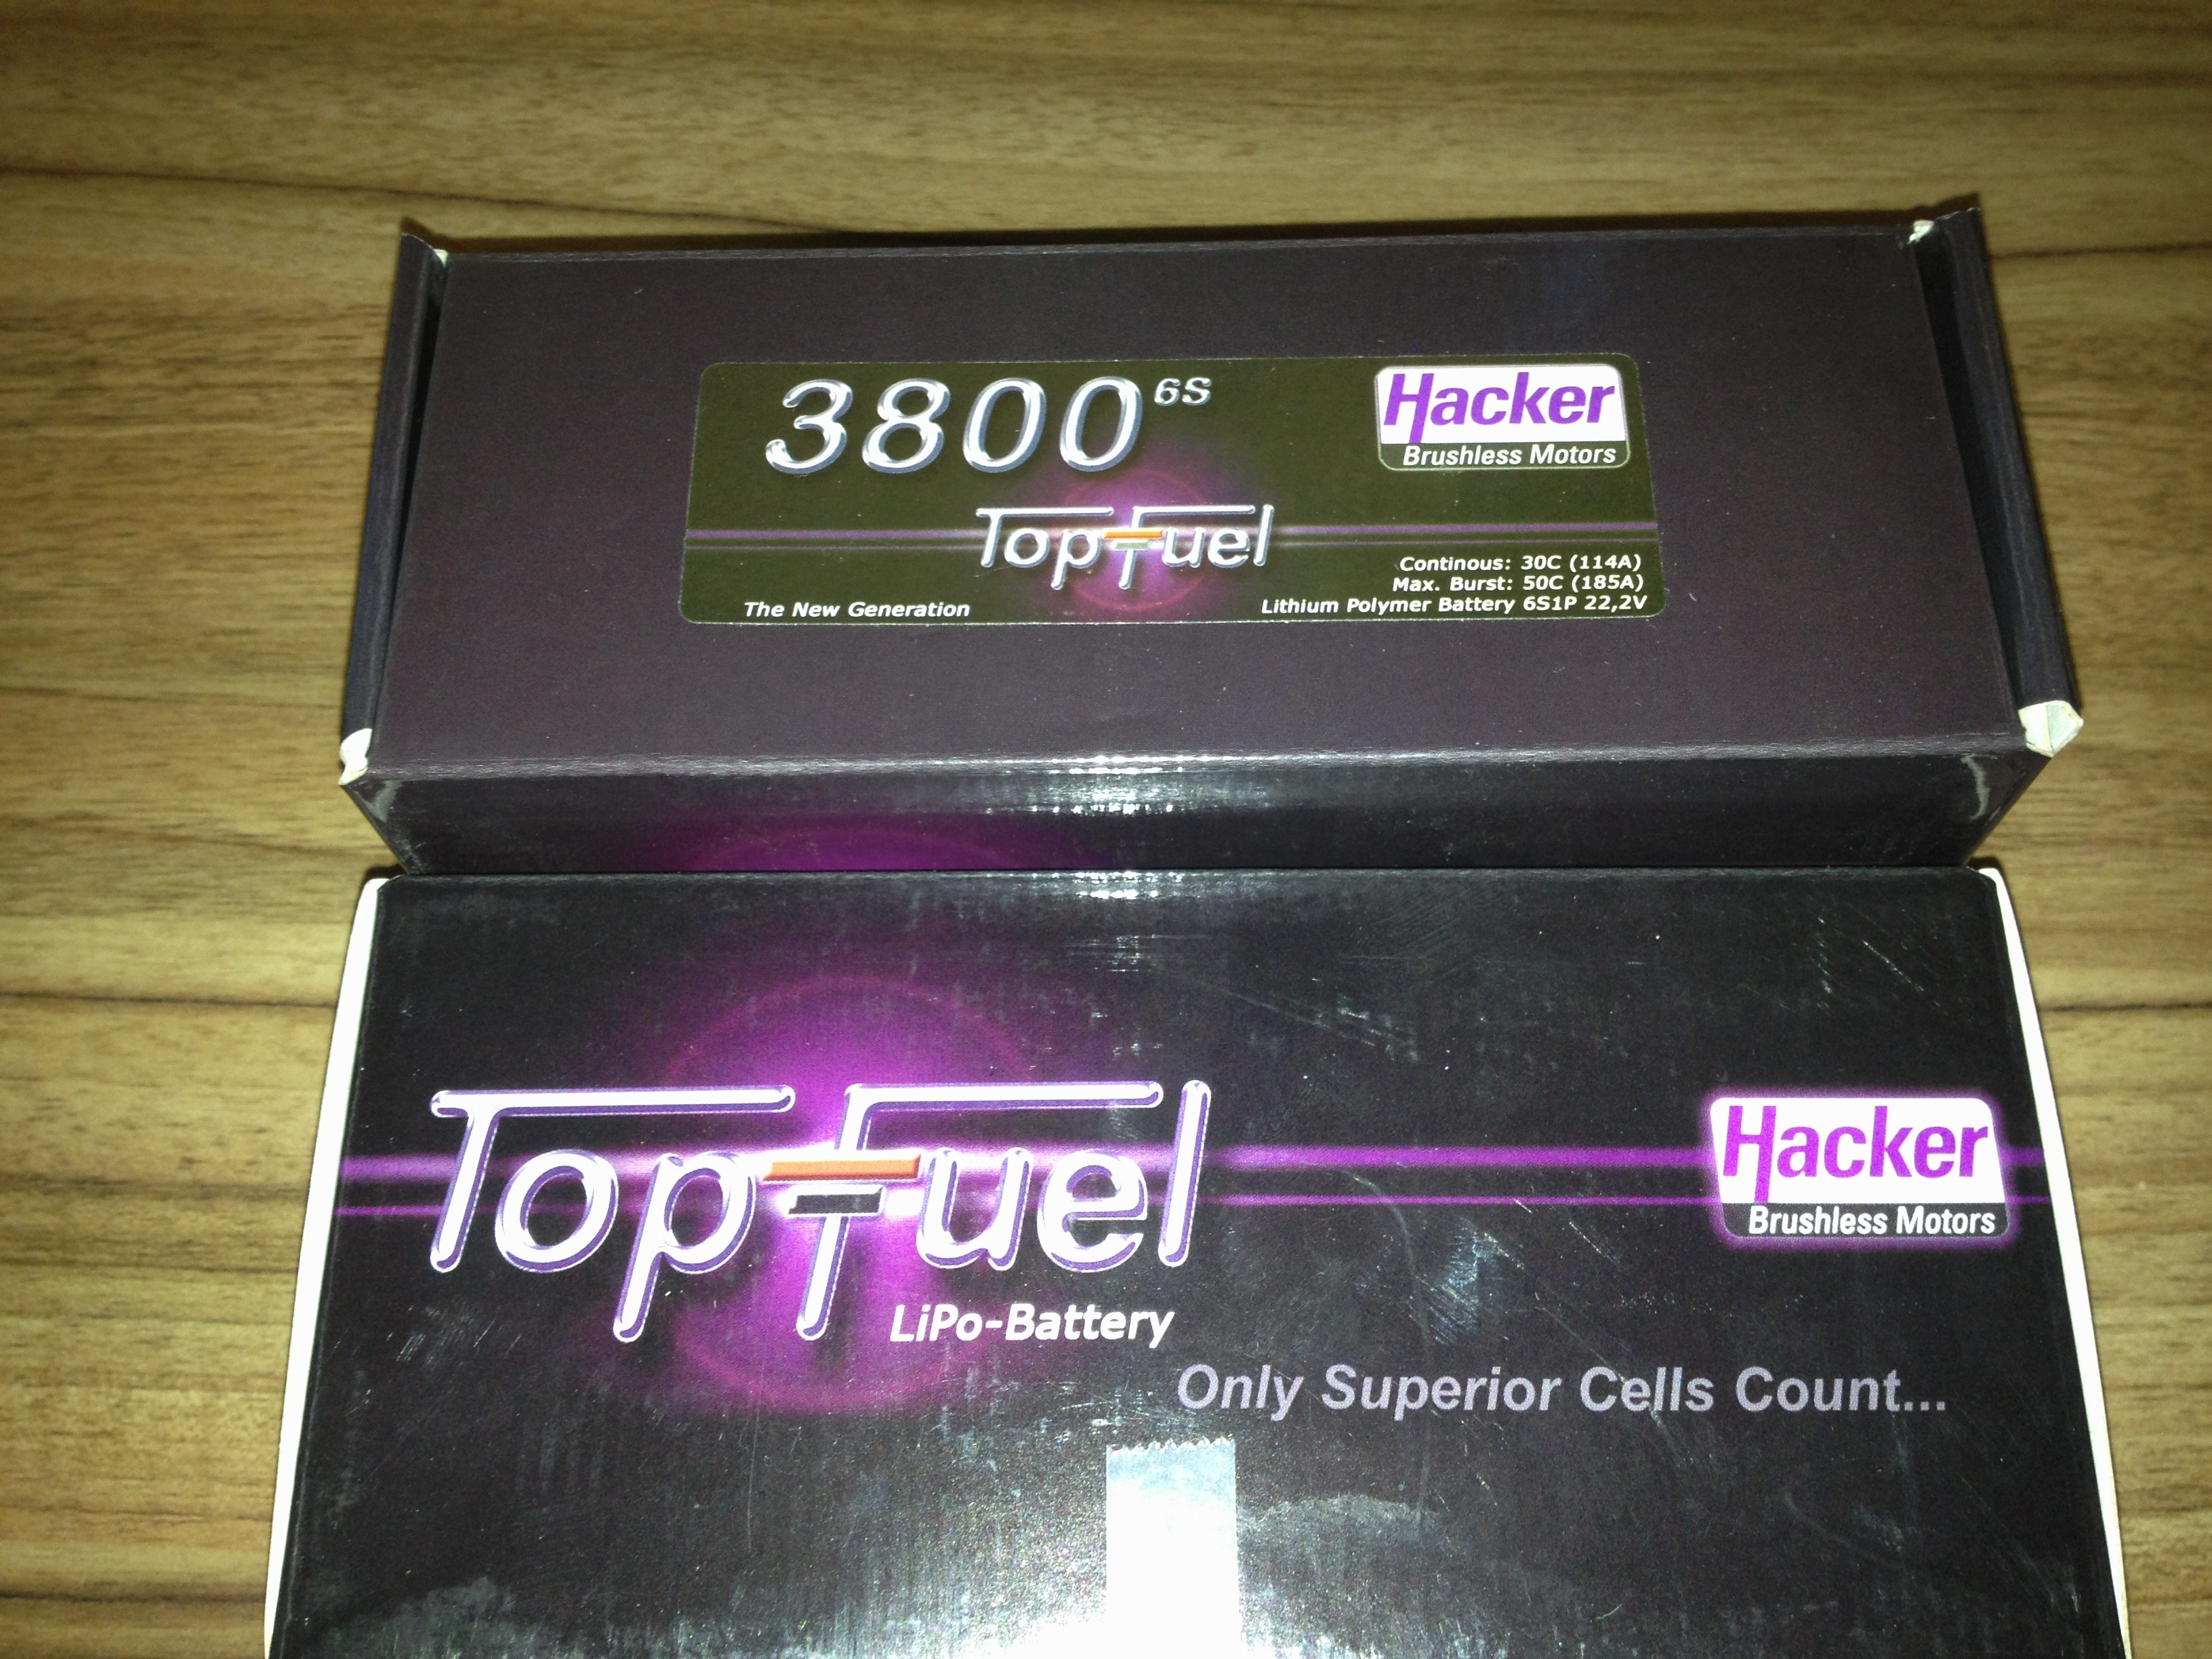 3800 6S
Hacker
Brushless Motors
TopFuel
Continous: 30C (114A)
Max. Burst: 50C (185A)
The New Generation
Lithium Polymer Battery 6S1P 22,2V
TopFuel
Hacker
Brushless Motors
LiPo-Battery
Only Superior Cells Count...